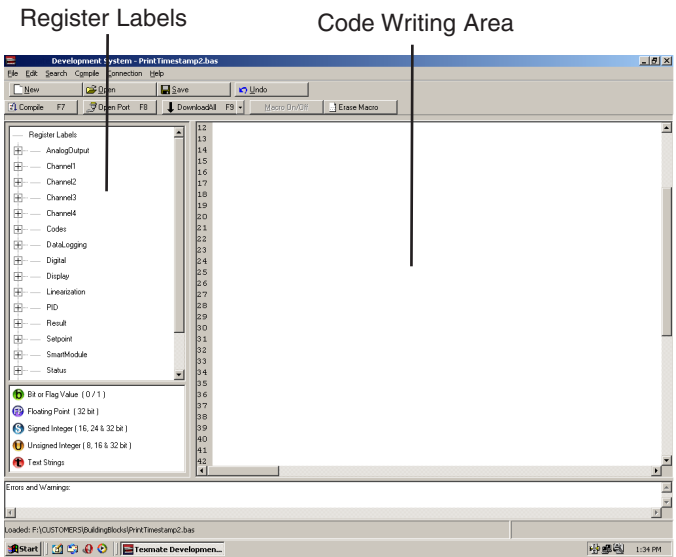 Register Labels
Code Writing Area
Development System - PrintTimestamp2.bas
File Edit Search Compile Connection Help
New Open Save Undo
Compile F7 Open Port F8 DownloadAll F9 Macro On/Off Erase Macro
Register Labels
AnalogOutput
Channel1
Channel2
Channel3
Channel4
Codes
DataLogging
Digital
Display
Linearization
PID
Result
Setpoint
SmartModule
Status
12
13
14
15
16
17
18
19
20
21
22
23
24
25
26
27
28
29
30
31
32
33
34
35
36
37
38
39
40
41
42
b Bit or Flag Value ( 0 / 1 )
Floating Point ( 32 bit )
S Signed Integer ( 16, 24 & 32 bit )
U Unsigned Integer ( 8, 16 & 32 bit )
t Text Strings
Errors and Warnings:
Loaded: F:\CUSTOMERS\BuildingBlocks\PrintTimestamp2.bas
Start Texmate Developmen... 1:34 PM